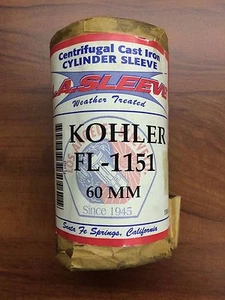 Centrifugal Cast Iron
CYLINDER SLEEVE
.A.SLEEVE
Weather Treated
KOHLER
FL-1151
60 MM
Since 1945
Santa Fe Springs, California